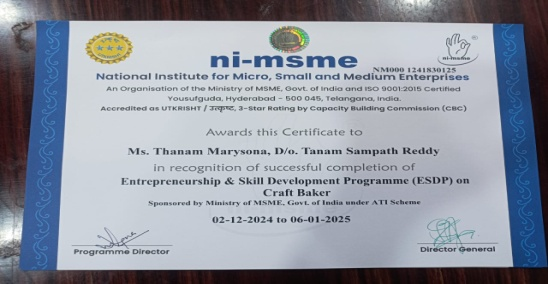 ni-msme
ni-msme
NM000 1241830125
National Institute for Micro, Small and Medium Enterprises
An Organisation of the Ministry of MSME, Govt. of India and ISO 9001:2015 Certified
Yousufguda, Hyderabad - 500 045, Telangana, India.
Accredited as UTKRISHT / उत्कृष्ट, 3-Star Rating by Capacity Building Commission (CBC)
Awards this Certificate to
Ms. Thanam Marysona, D/o. Tanam Sampath Reddy
in recognition of successful completion of
Entrepreneurship & Skill Development Programme (ESDP) on
Craft Baker
Sponsored by Ministry of MSME, Govt. of India under ATI Scheme
02-12-2024 to 06-01-2025
Programme Director
Director General